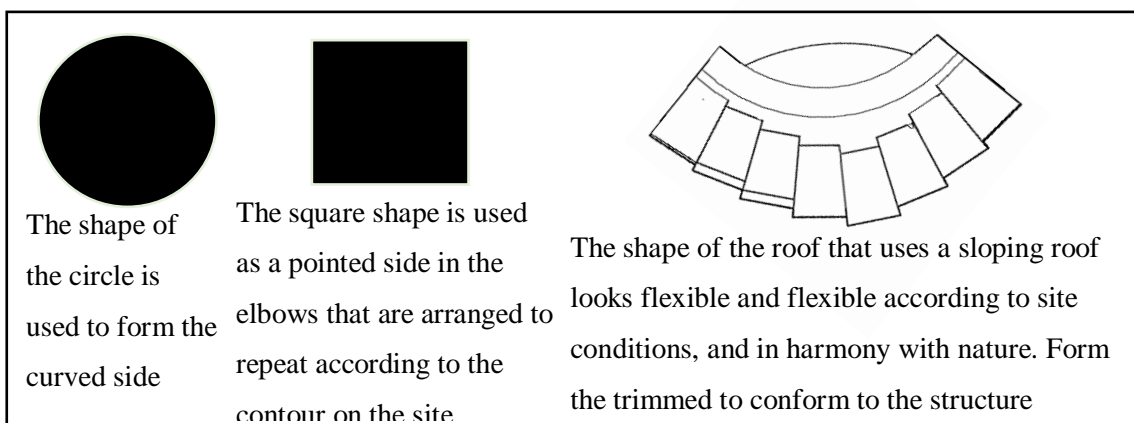 The shape of
the circle is
used to form the
curved side
The square shape is used
as a pointed side in the
elbows that are arranged to
repeat according to the
contour on the site
The shape of the roof that uses a sloping roof
looks flexible and flexible according to site
conditions, and in harmony with nature. Form
the trimmed to conform to the structure